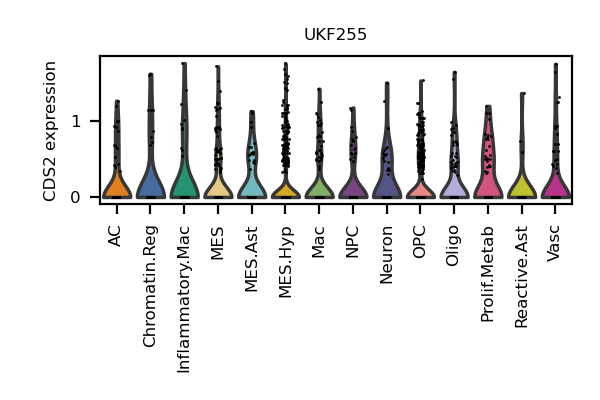 UKF255
CDS2 expression
1
0
AC
Chromatin.Reg
Inflammatory.Mac
MES
MES.Ast
MES.Hyp
Mac
NPC
Neuron
OPC
Oligo
Prolif.Metab
Reactive.Ast
Vasc